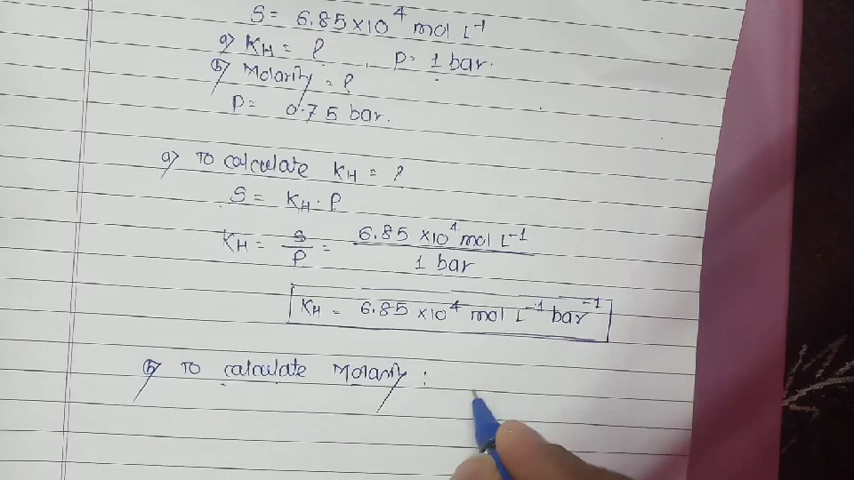 S = 6.85 × 10⁴ mol L⁻¹
a) KH = ? , P = 1 bar.
b) Molarity = ?
P = 0.75 bar.
a) To calculate KH = ?
S = KH . P
KH = S/P = 6.85 × 10⁴ mol L⁻¹ / 1 bar
KH = 6.85 × 10⁴ mol L⁻¹ bar⁻¹
b) To calculate Molarity :